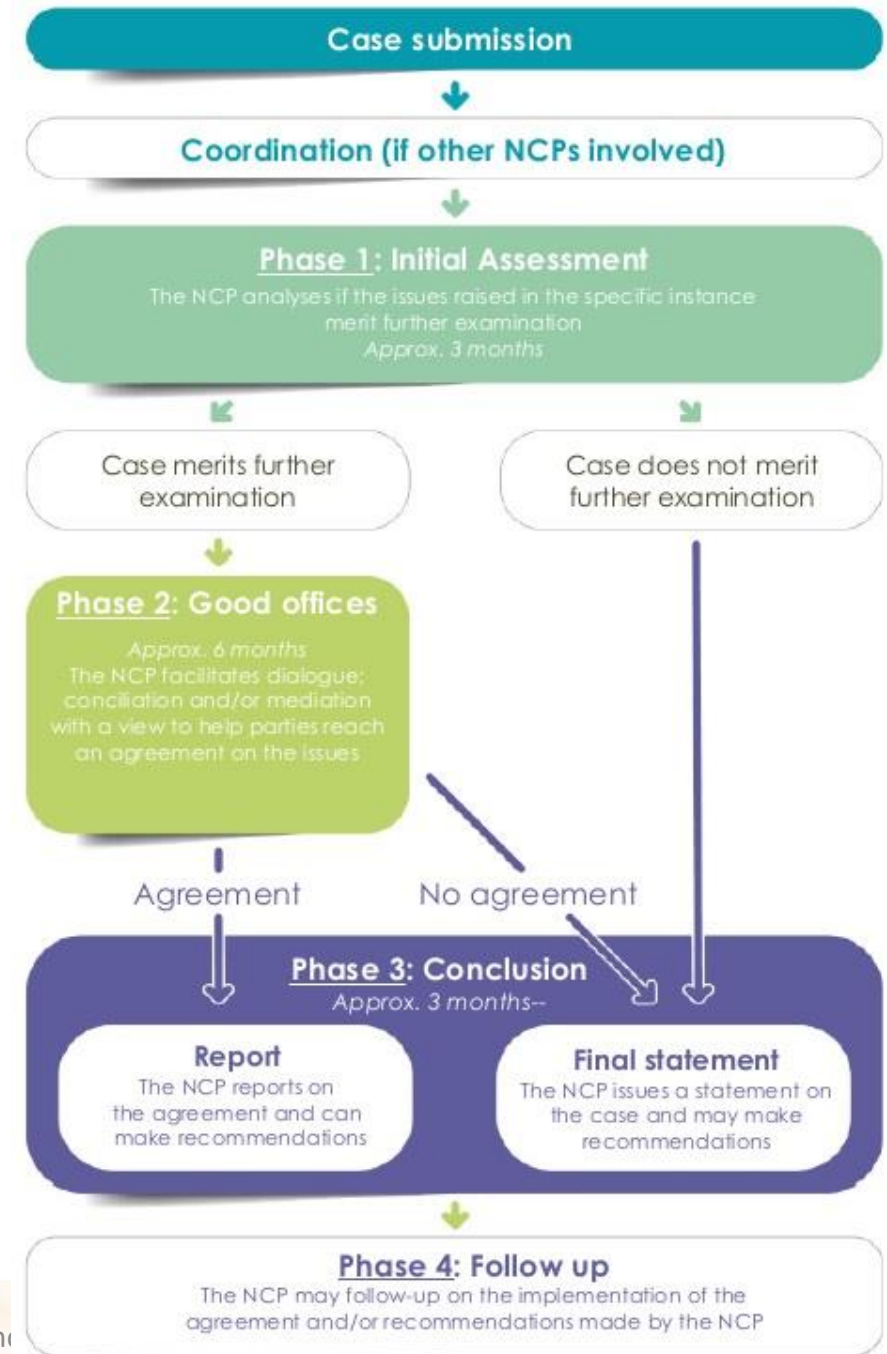 Case submission
Coordination (if other NCPs involved)
Phase 1: Initial Assessment
The NCP analyses if the issues raised in the specific instance
merit further examination
Approx. 3 months
Case merits further
examination
Case does not merit
further examination
Phase 2: Good offices
Approx. 6 months
The NCP facilitates dialogue;
conciliation and/or mediation
with a view to help parties reach
an agreement on the issues
Agreement
No agreement
Phase 3: Conclusion
Approx. 3 months--
Report
The NCP reports on
the agreement and can
make recommendations
Final statement
The NCP issues a statement on
the case and may make
recommendations
Phase 4: Follow up
The NCP may follow-up on the implementation of the
agreement and/or recommendations made by the NCP